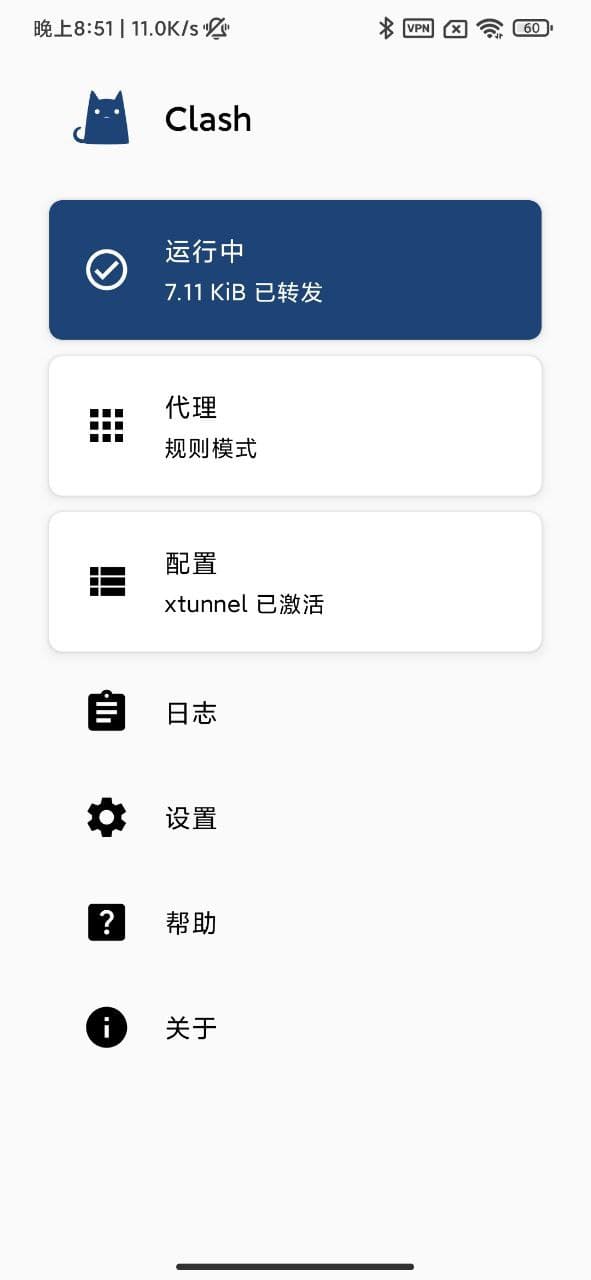 晚上8:51 | 11.0K/s
VPN
60
Clash
运行中
7.11 KiB 已转发
代理
规则模式
配置
xtunnel 已激活
日志
设置
帮助
关于